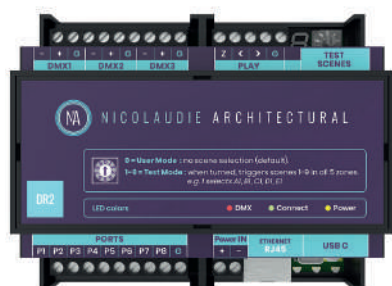 - + G - + G - + G
DMX1 DMX2 DMX3
Z < > G
PLAY
TEST
SCENES
NA NICOLAUDIE ARCHITECTURAL
0 = User Mode : no scene selection (default).
1-9 = Test Mode : when turned, triggers scenes 1-9 in all 5 zones.
e.g. 1 selects A1, B1, C1, D1, E1
DR2
LED colors DMX Connect Power
PORTS
P1 P2 P3 P4 P5 P6 P7 P8 G
Power IN
+ -
ETHERNET
RJ45
USB C